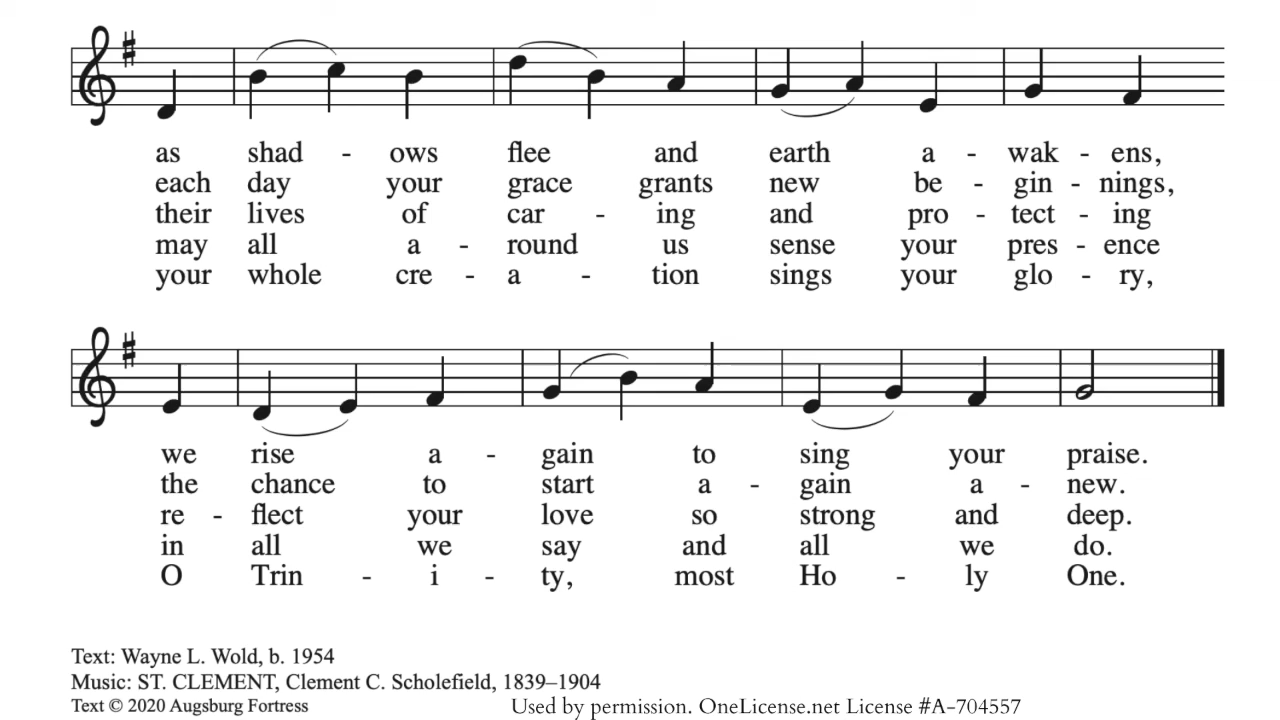 as shad - ows flee and earth a - wak - ens,
each day your grace grants new be - gin - nings,
their lives of car - ing and pro - tect - ing
may all a - round us sense your pres - ence
your whole cre - a - tion sings your glo - ry,
we rise a - gain to sing your praise.
the chance to start a - gain a - new.
re - flect your love so strong and deep.
in all we say and all we do.
O Trin - i - ty, most Ho - ly One.
Text: Wayne L. Wold, b. 1954
Music: ST. CLEMENT, Clement C. Scholefield, 1839–1904
Text © 2020 Augsburg Fortress
Used by permission. OneLicense.net License #A-704557